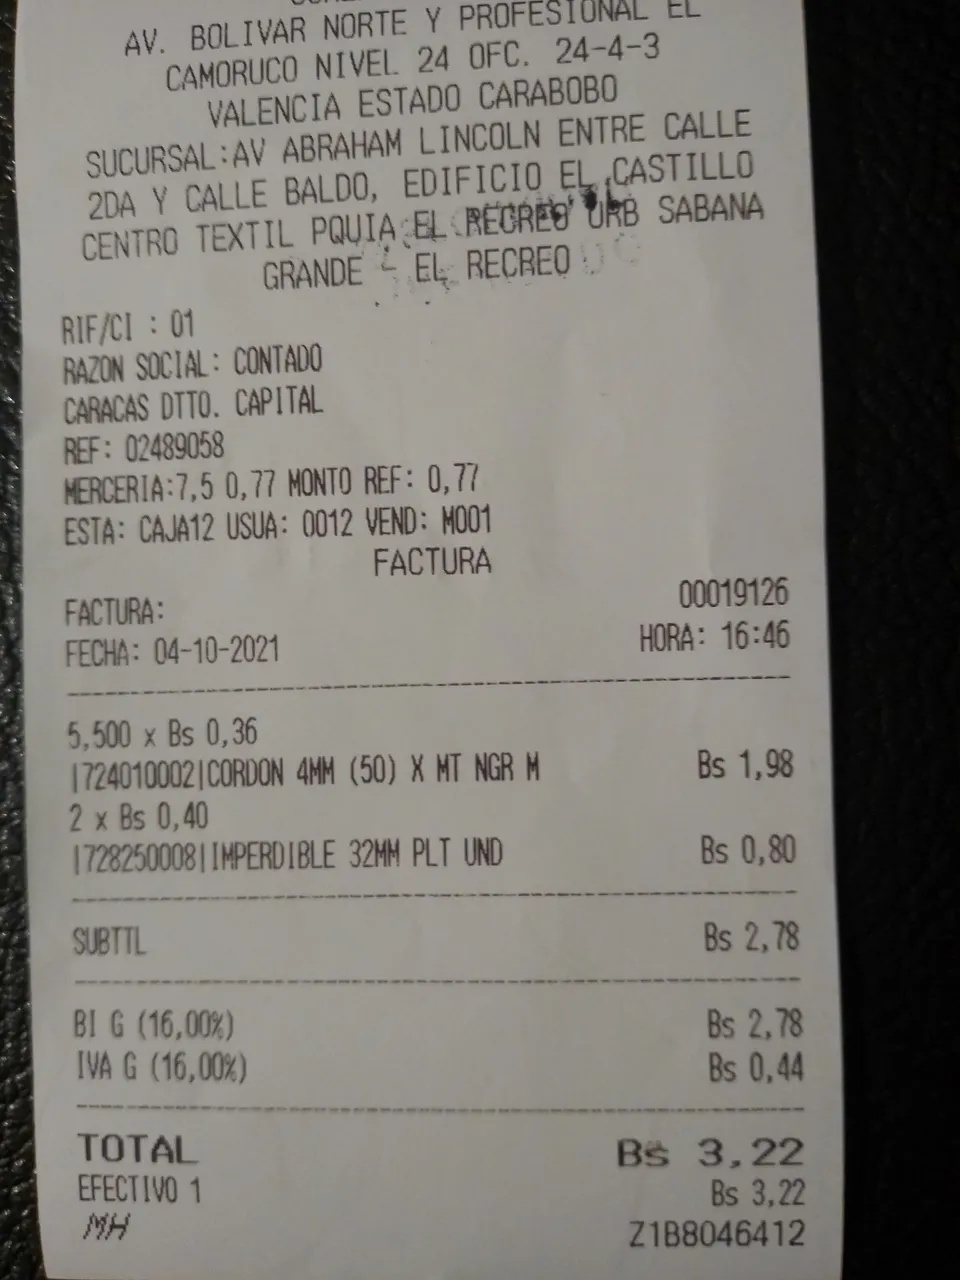 AV. BOLIVAR NORTE Y PROFESIONAL EL
CAMORUCO NIVEL 24 OFC. 24-4-3
VALENCIA ESTADO CARABOBO
SUCURSAL:AV ABRAHAM LINCOLN ENTRE CALLE
2DA Y CALLE BALDO, EDIFICIO EL CASTILLO
CENTRO TEXTIL PQUIA EL RECREO URB SABANA
GRANDE - EL RECREO
RIF/CI : 01
RAZON SOCIAL: CONTADO
CARACAS DTTO. CAPITAL
REF: 02489058
MERCERIA:7,5 0,77 MONTO REF: 0,77
ESTA: CAJA12 USUA: 0012 VEND: M001
FACTURA
FACTURA: 00019126
FECHA: 04-10-2021 HORA: 16:46
5,500 x Bs 0,36
|724010002|CORDON 4MM (50) X MT NGR M Bs 1,98
2 x Bs 0,40
|728250008|IMPERDIBLE 32MM PLT UND Bs 0,80
SUBTTL Bs 2,78
BI G (16,00%) Bs 2,78
IVA G (16,00%) Bs 0,44
TOTAL Bs 3,22
EFECTIVO 1 Bs 3,22
MH Z1B8046412